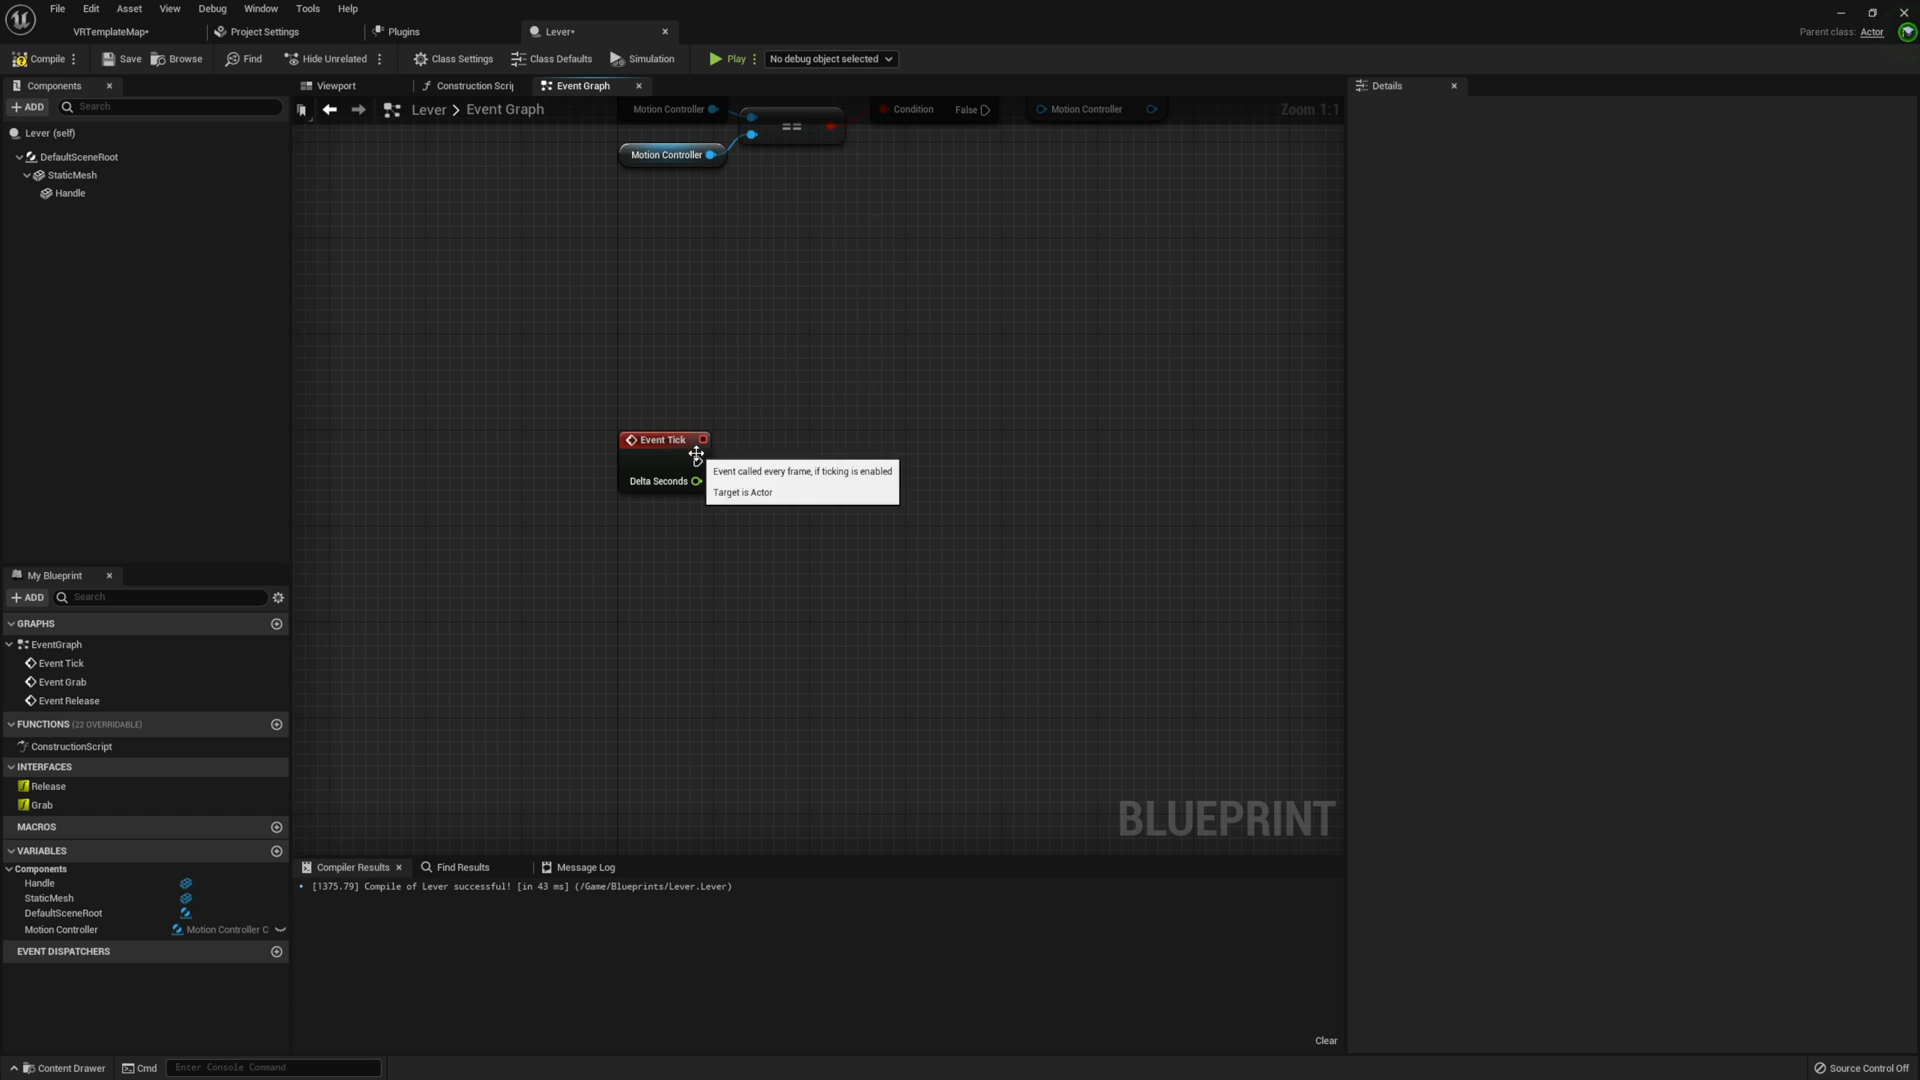 File Edit Asset View Debug Window Tools Help
VRTemplateMap* Project Settings Plugins Lever* Parent class: Actor
Compile Save Browse Find Hide Unrelated Class Settings Class Defaults Simulation Play No debug object selected
Components Viewport Construction Scrip Event Graph Details
+ ADD Search Lever > Event Graph Zoom 1:1
Motion Controller == Condition False Motion Controller
Motion Controller
Lever (self)
DefaultSceneRoot
StaticMesh
Handle
Event Tick
Delta Seconds
Event called every frame, if ticking is enabled
Target is Actor
My Blueprint
+ ADD Search
GRAPHS
EventGraph
Event Tick
Event Grab
Event Release
FUNCTIONS (22 OVERRIDABLE)
ConstructionScript
INTERFACES
Release
Grab
MACROS
VARIABLES
Components
Handle
StaticMesh
DefaultSceneRoot
Motion Controller Motion Controller C
EVENT DISPATCHERS
BLUEPRINT
Compiler Results Find Results Message Log
[1375.79] Compile of Lever successful! [in 43 ms] (/Game/Blueprints/Lever.Lever)
Clear
Content Drawer Cmd Enter Console Command Source Control Off